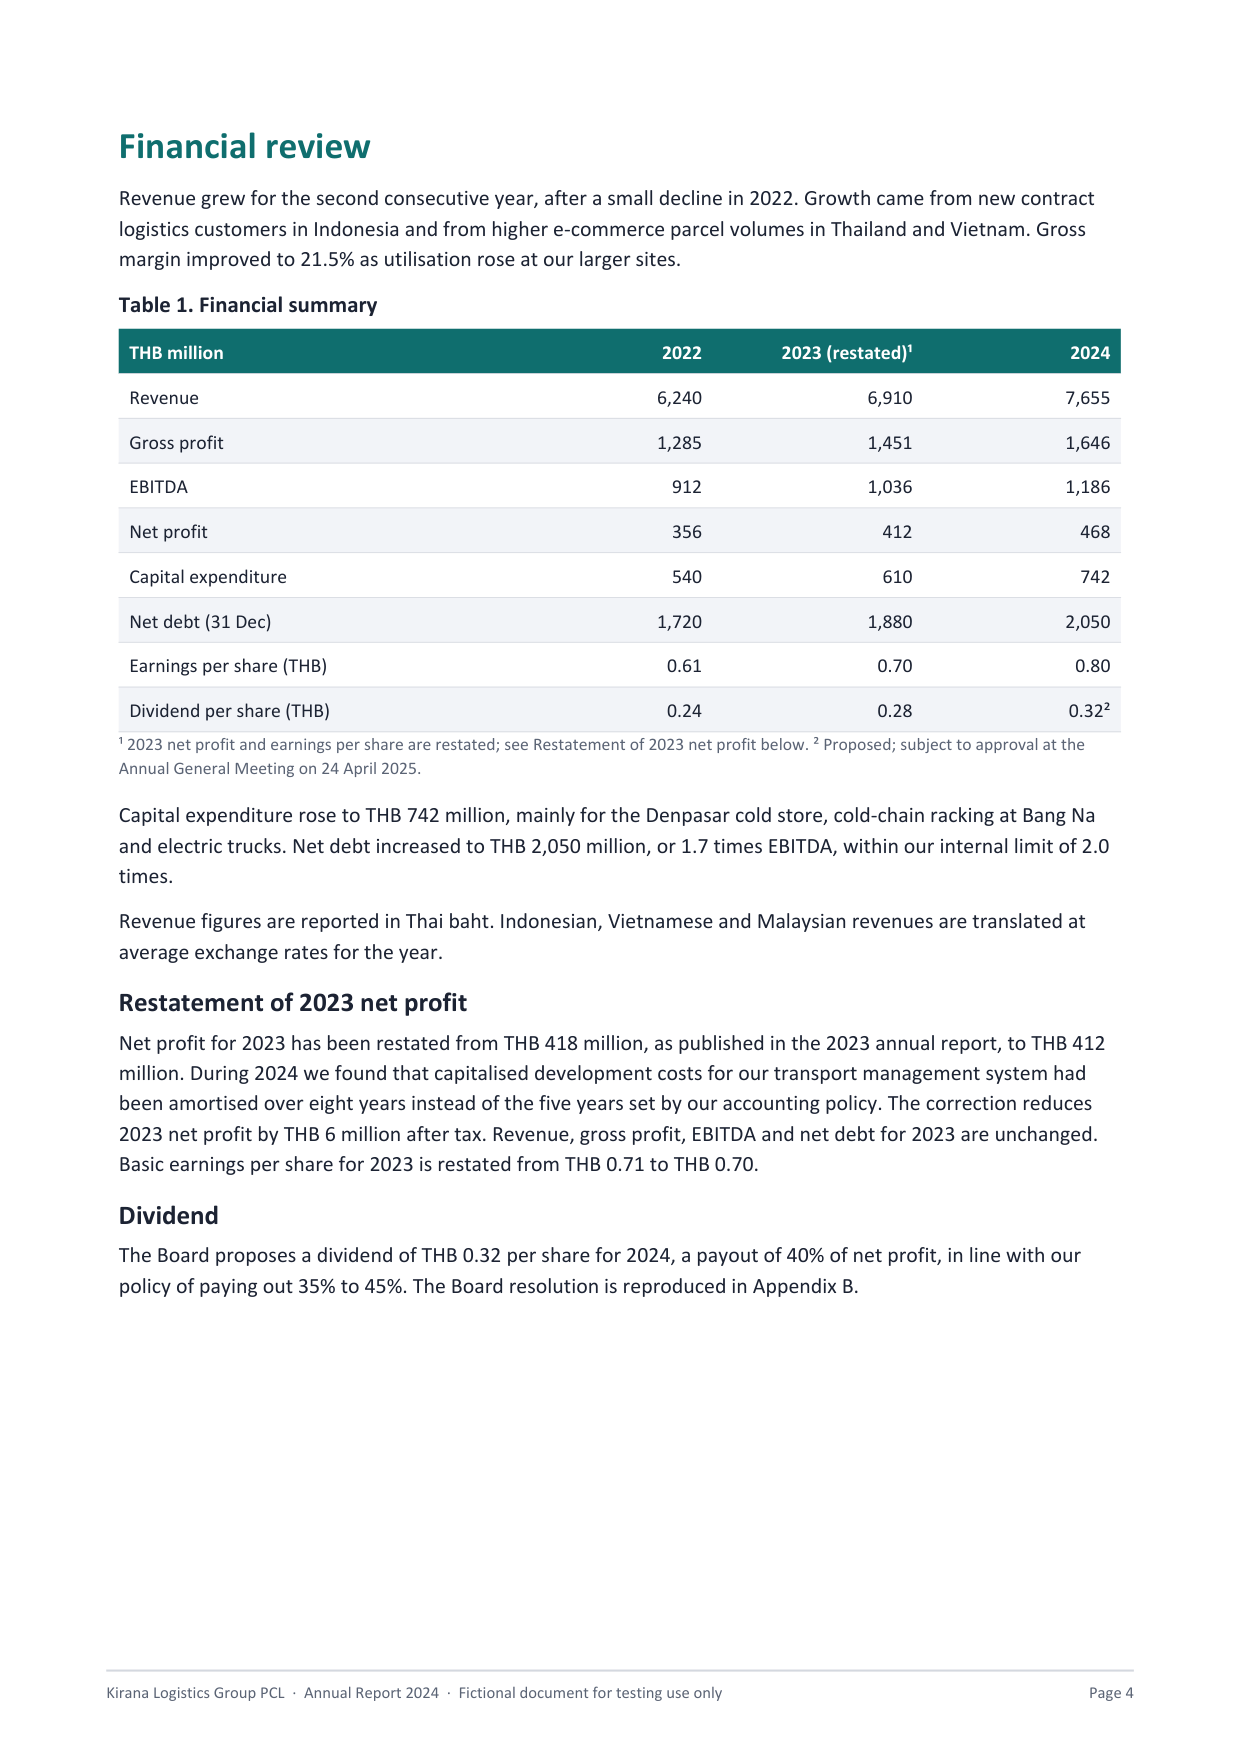 Financial review
Revenue grew for the second consecutive year, after a small decline in 2022. Growth came from new contract
logistics customers in Indonesia and from higher e-commerce parcel volumes in Thailand and Vietnam. Gross
margin improved to 21.5% as utilisation rose at our larger sites.
Table 1. Financial summary
THB million 2022 2023 (restated)¹ 2024
Revenue 6,240 6,910 7,655
Gross profit 1,285 1,451 1,646
EBITDA 912 1,036 1,186
Net profit 356 412 468
Capital expenditure 540 610 742
Net debt (31 Dec) 1,720 1,880 2,050
Earnings per share (THB) 0.61 0.70 0.80
Dividend per share (THB) 0.24 0.28 0.32²
¹ 2023 net profit and earnings per share are restated; see Restatement of 2023 net profit below. ² Proposed; subject to approval at the
Annual General Meeting on 24 April 2025.
Capital expenditure rose to THB 742 million, mainly for the Denpasar cold store, cold-chain racking at Bang Na
and electric trucks. Net debt increased to THB 2,050 million, or 1.7 times EBITDA, within our internal limit of 2.0
times.
Revenue figures are reported in Thai baht. Indonesian, Vietnamese and Malaysian revenues are translated at
average exchange rates for the year.
Restatement of 2023 net profit
Net profit for 2023 has been restated from THB 418 million, as published in the 2023 annual report, to THB 412
million. During 2024 we found that capitalised development costs for our transport management system had
been amortised over eight years instead of the five years set by our accounting policy. The correction reduces
2023 net profit by THB 6 million after tax. Revenue, gross profit, EBITDA and net debt for 2023 are unchanged.
Basic earnings per share for 2023 is restated from THB 0.71 to THB 0.70.
Dividend
The Board proposes a dividend of THB 0.32 per share for 2024, a payout of 40% of net profit, in line with our
policy of paying out 35% to 45%. The Board resolution is reproduced in Appendix B.
Kirana Logistics Group PCL · Annual Report 2024 · Fictional document for testing use only Page 4